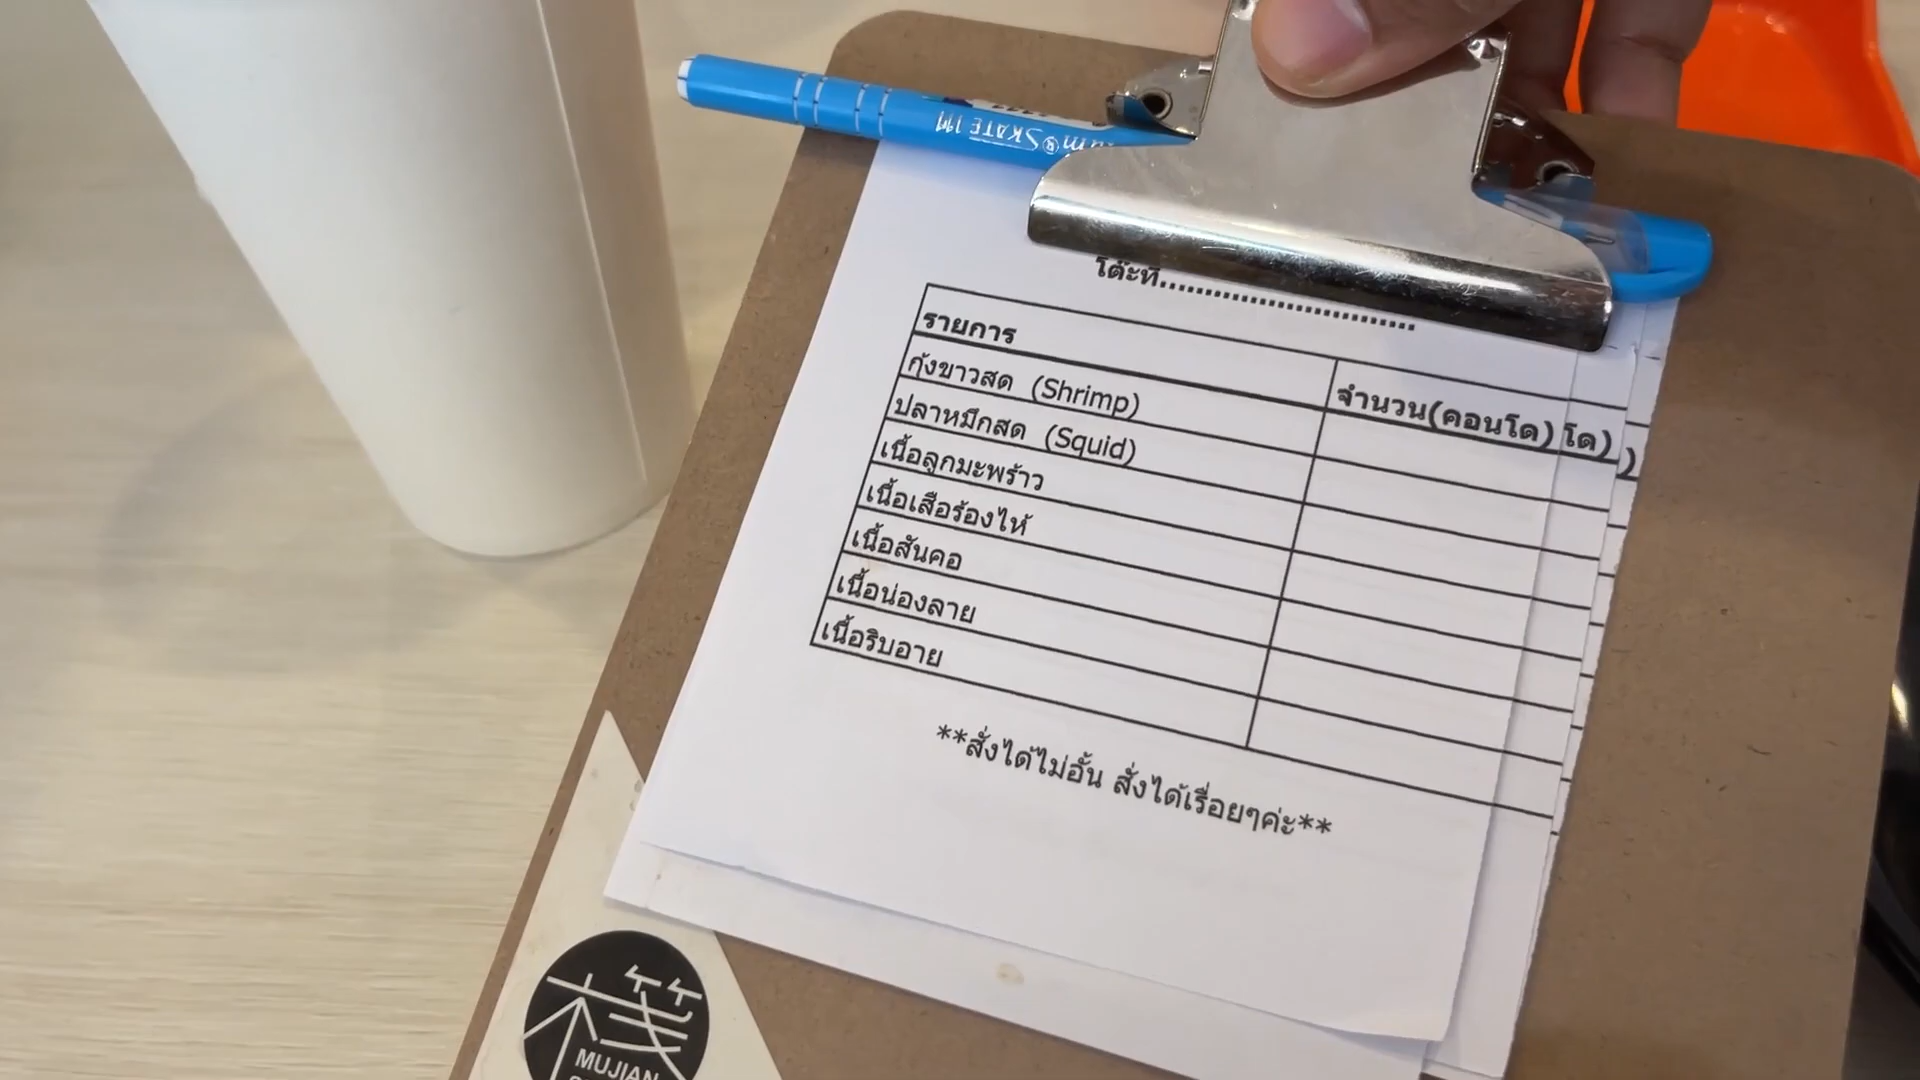 SKATE 111
โต๊ะที่..............................
รายการ
จำนวน(คอนโด)
โด)
)
กุ้งขาวสด (Shrimp)
ปลาหมึกสด (Squid)
เนื้อลูกมะพร้าว
เนื้อเสือร้องไห้
เนื้อสันคอ
เนื้อน่องลาย
เนื้อริบอาย
**สั่งได้ไม่อั้น สั่งได้เรื่อยๆค่ะ**
木笺
MUJIAN